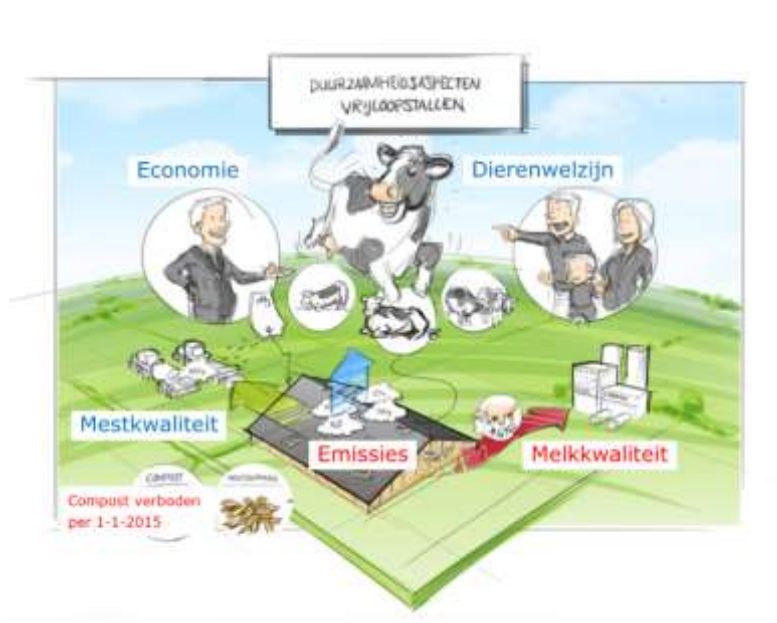 DUURZAAMHEIDSASPECTEN
VRIJLOOPSTALLEN
Economie
Dierenwelzijn
Mestkwaliteit
Emissies
Melkkwaliteit
COMPOST
Compost verboden
per 1-1-2015